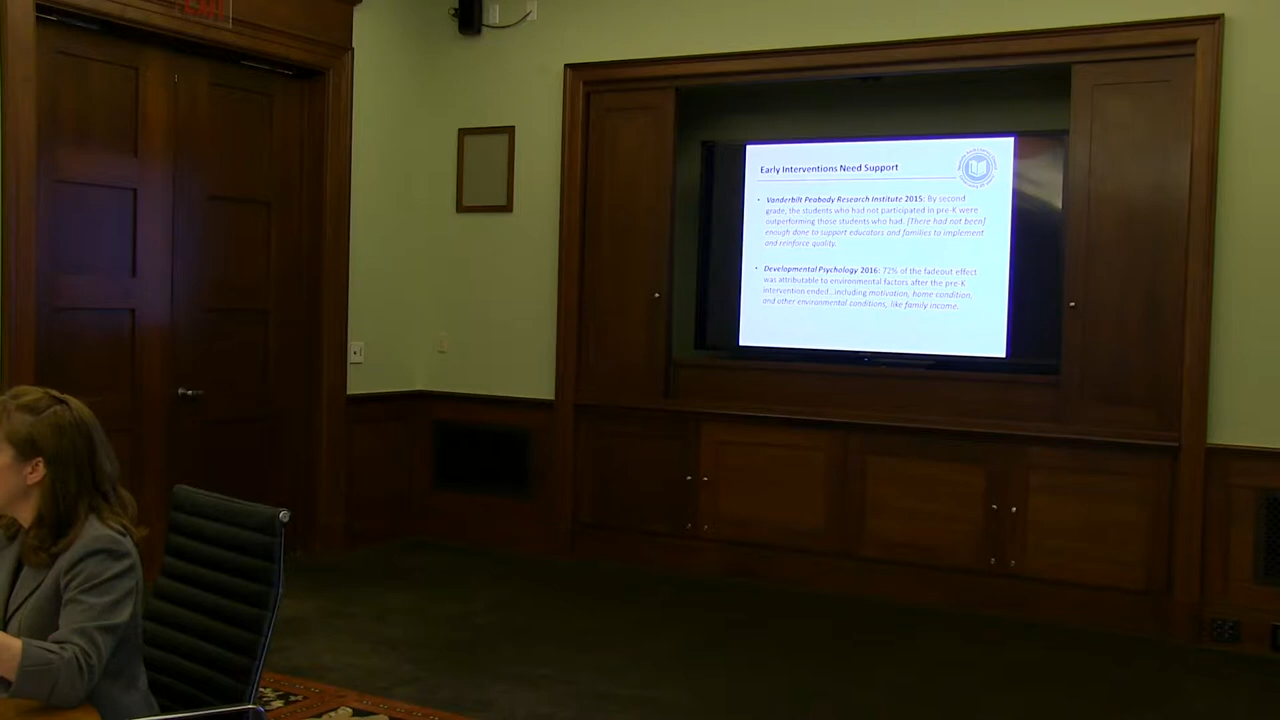 EXIT
Early Interventions Need Support
• Vanderbilt Peabody Research Institute 2015: By second
grade, the students who had not participated in pre-K were
outperforming those students who had. [There had not been]
enough done to support educators and families to implement
and reinforce quality.
• Developmental Psychology 2016: 72% of the fadeout effect
was attributable to environmental factors after the pre-K
intervention ended...including motivation, home condition,
and other environmental conditions, like family income.